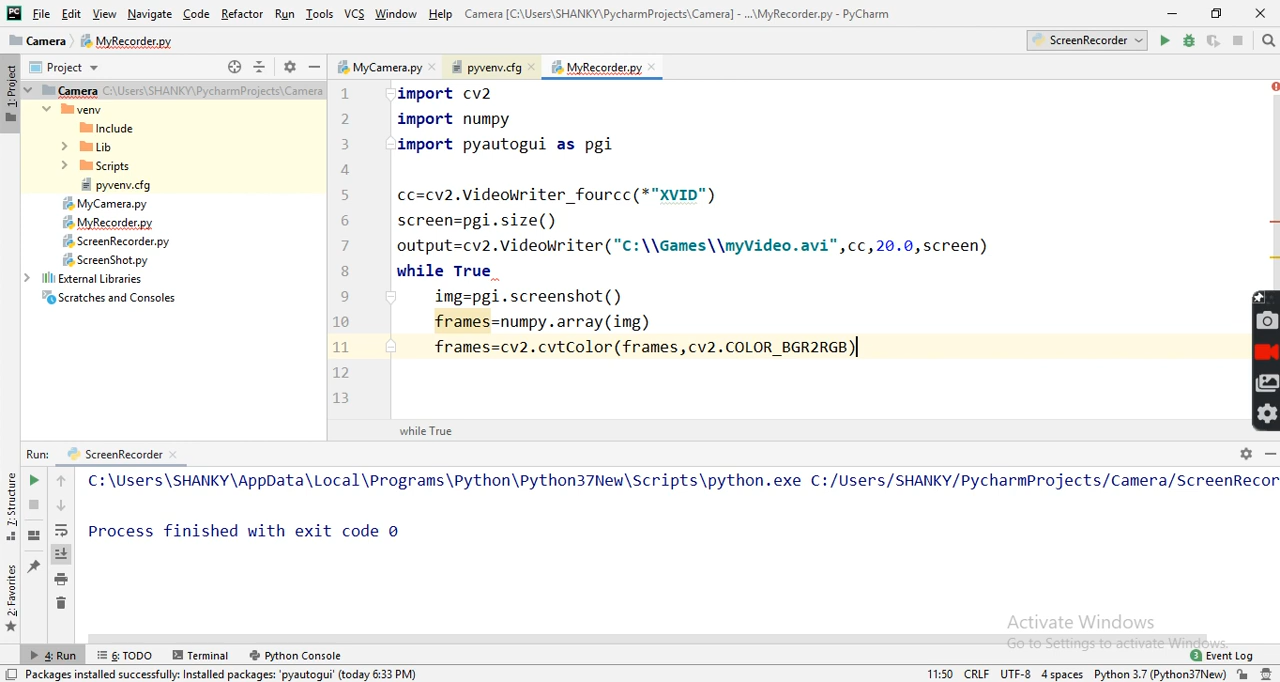 PC File Edit View Navigate Code Refactor Run Tools VCS Window Help Camera [C:\Users\SHANKY\PycharmProjects\Camera] - ...\MyRecorder.py - PyCharm
Camera MyRecorder.py ScreenRecorder
Project MyCamera.py pyvenv.cfg MyRecorder.py
1: Project
Camera C:\Users\SHANKY\PycharmProjects\Camera
venv
Include
Lib
Scripts
pyvenv.cfg
MyCamera.py
MyRecorder.py
ScreenRecorder.py
ScreenShot.py
External Libraries
Scratches and Consoles
1 import cv2
2 import numpy
3 import pyautogui as pgi
4
5 cc=cv2.VideoWriter_fourcc(*"XVID")
6 screen=pgi.size()
7 output=cv2.VideoWriter("C:\\Games\\myVideo.avi",cc,20.0,screen)
8 while True
9 img=pgi.screenshot()
10 frames=numpy.array(img)
11 frames=cv2.cvtColor(frames,cv2.COLOR_BGR2RGB)
12
13
while True
Run: ScreenRecorder
C:\Users\SHANKY\AppData\Local\Programs\Python\Python37New\Scripts\python.exe C:/Users/SHANKY/PycharmProjects/Camera/ScreenRecor
Process finished with exit code 0
7: Structure
2: Favorites
Activate Windows
Go to Settings to activate Windows.
4: Run 6: TODO Terminal Python Console 3 Event Log
Packages installed successfully: Installed packages: 'pyautogui' (today 6:33 PM) 11:50 CRLF UTF-8 4 spaces Python 3.7 (Python37New)